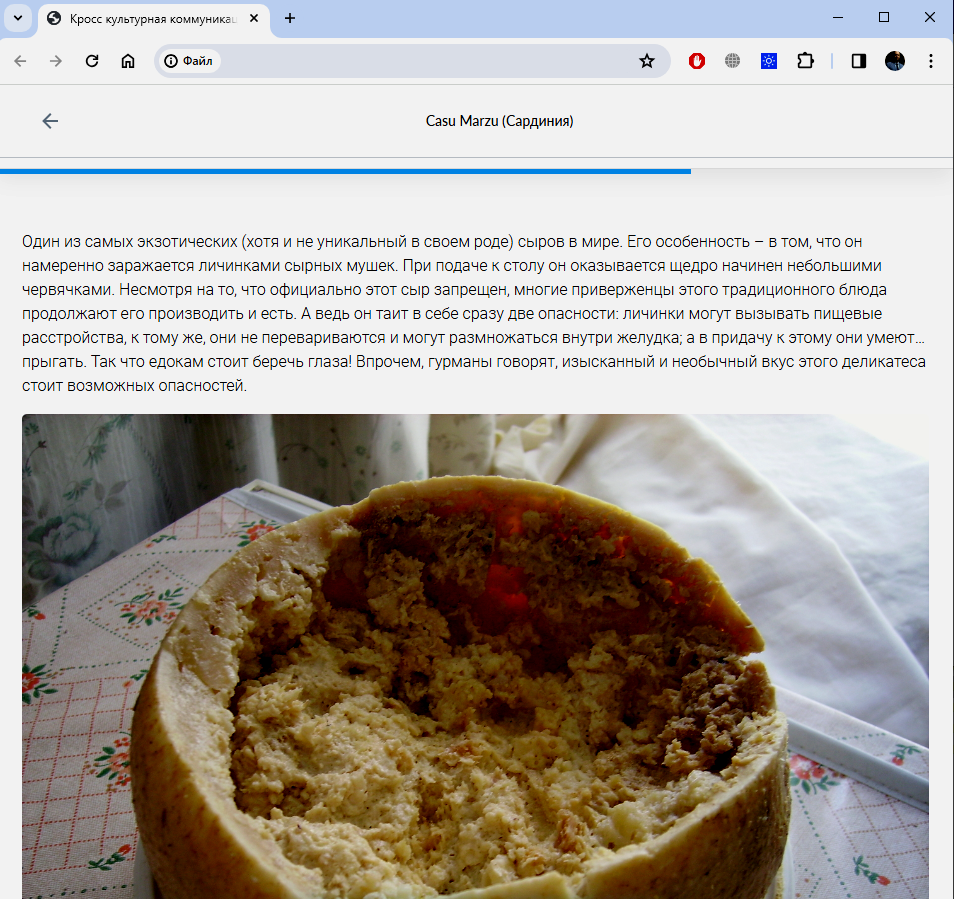 Кросс культурная коммуникац
Файл
Casu Marzu (Сардиния)
Один из самых экзотических (хотя и не уникальный в своем роде) сыров в мире. Его особенность – в том, что он
намеренно заражается личинками сырных мушек. При подаче к столу он оказывается щедро начинен небольшими
червячками. Несмотря на то, что официально этот сыр запрещен, многие приверженцы этого традиционного блюда
продолжают его производить и есть. А ведь он таит в себе сразу две опасности: личинки могут вызывать пищевые
расстройства, к тому же, они не перевариваются и могут размножаться внутри желудка; а в придачу к этому они умеют...
прыгать. Так что едокам стоит беречь глаза! Впрочем, гурманы говорят, изысканный и необычный вкус этого деликатеса
стоит возможных опасностей.